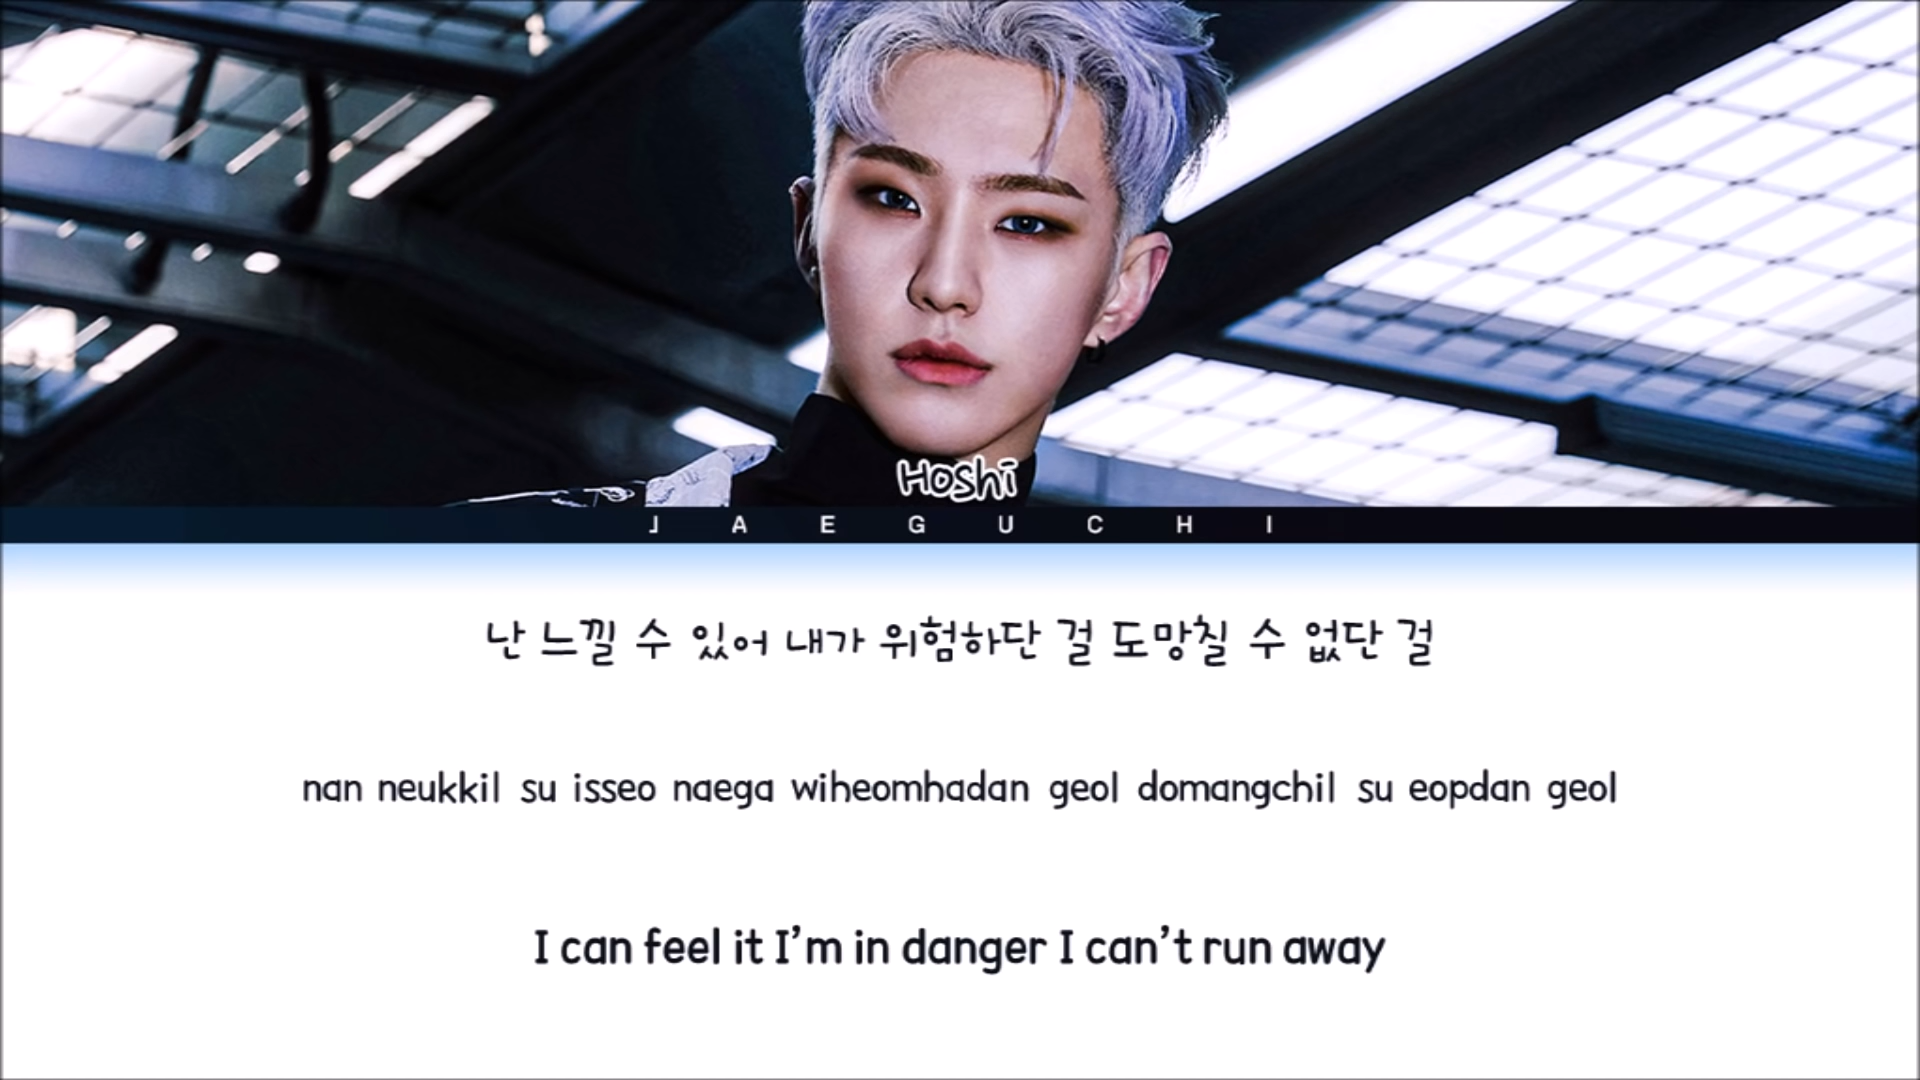 Hoshi
JAEGUCHI
난 느낄 수 있어 내가 위험하단 걸 도망칠 수 없단 걸
nan neukkil su isseo naega wiheomhadan geol domangchil su eopdan geol
I can feel it I’m in danger I can’t run away